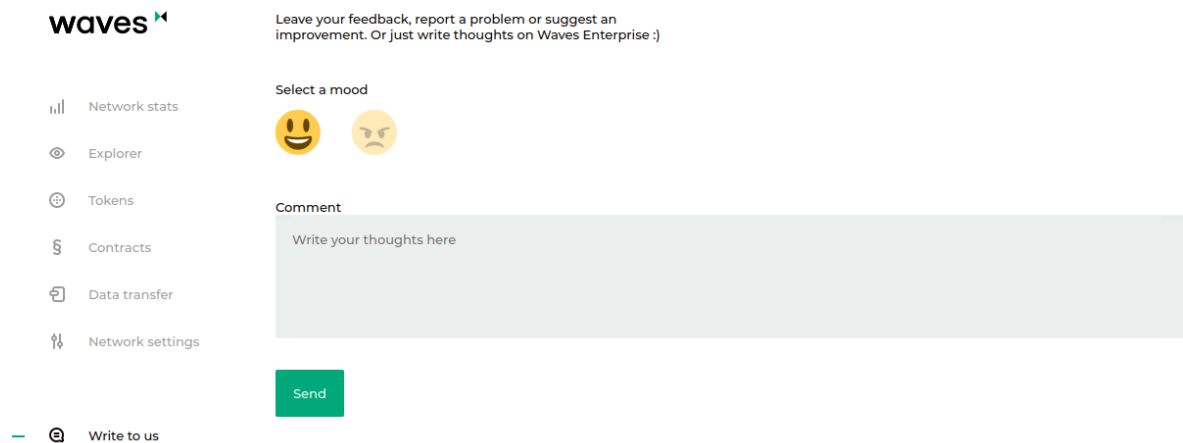 waves
Leave your feedback, report a problem or suggest an
improvement. Or just write thoughts on Waves Enterprise :)
Select a mood
Network stats
Explorer
Tokens
§ Contracts
Data transfer
Network settings
Comment
Write your thoughts here
Send
Write to us